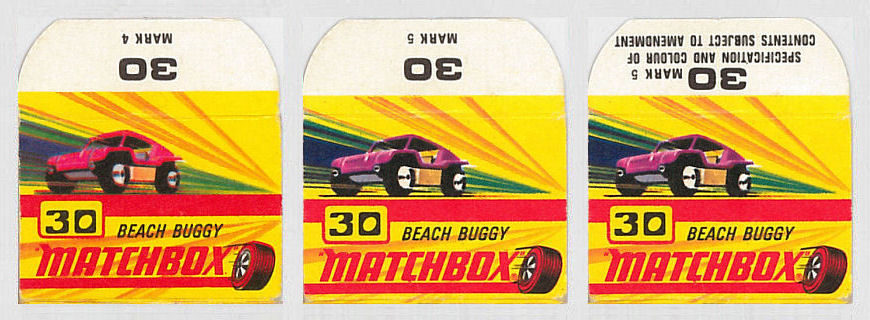 MARK 4
30
30
BEACH BUGGY
"MATCHBOX"
MARK 5
30
30
BEACH BUGGY
"MATCHBOX"
SPECIFICATION AND COLOUR OF
CONTENTS SUBJECT TO AMENDMENT
30 MARK 5
30
BEACH BUGGY
"MATCHBOX"